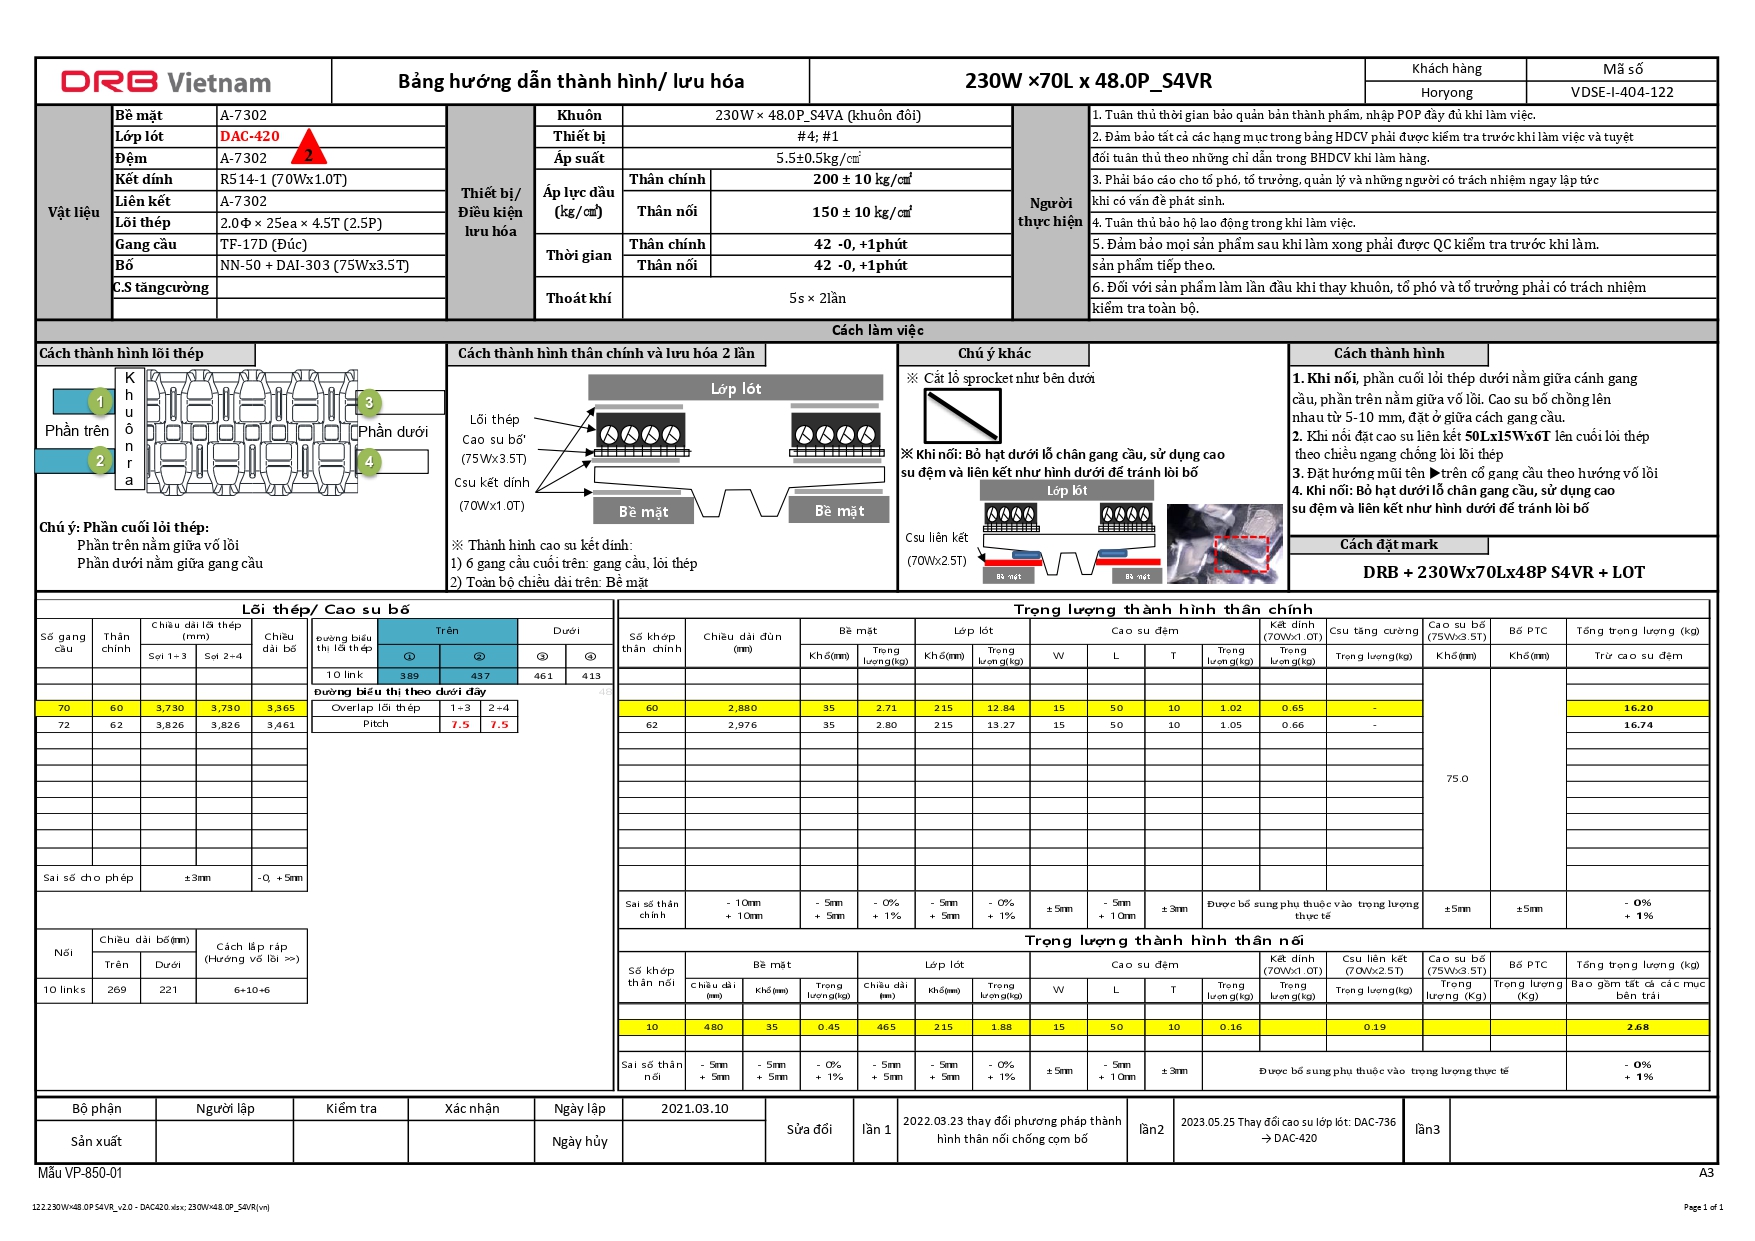 DRB Vietnam
Bảng hướng dẫn thành hình/ lưu hóa
230W ×70L x 48.0P_S4VR
Khách hàng
Mã số
Horyong
VDSE-I-404-122
Vật liệu
Bề mặt
A-7302
Lớp lót
DAC-420
2
Đệm
A-7302
Kết dính
R514-1 (70Wx1.0T)
Liên kết
A-7302
Lõi thép
2.0Φ × 25ea × 4.5T (2.5P)
Gang cầu
TF-17D (Đúc)
Bố
NN-50 + DAI-303 (75Wx3.5T)
C.S tăngcường
Thiết bị/
Điều kiện
lưu hóa
Khuôn
230W × 48.0P_S4VA (khuôn đôi)
Thiết bị
#4; #1
Áp suất
5.5±0.5kg/㎠
Áp lực dầu
(kg/㎠)
Thân chính
200 ± 10 kg/㎠
Thân nối
150 ± 10 kg/㎠
Thời gian
Thân chính
42 -0, +1phút
Thân nối
42 -0, +1phút
Thoát khí
5s × 2lần
Người
thực hiện
1. Tuân thủ thời gian bảo quản bán thành phẩm, nhập POP đầy đủ khi làm việc.
2. Đảm bảo tất cả các hạng mục trong bảng HDCV phải được kiểm tra trước khi làm việc và tuyệt
đối tuân thủ theo những chỉ dẫn trong BHDCV khi làm hàng.
3. Phải báo cáo cho tổ phó, tổ trưởng, quản lý và những người có trách nhiệm ngay lập tức
khi có vấn đề phát sinh.
4. Tuân thủ bảo hộ lao động trong khi làm việc.
5. Đảm bảo mọi sản phẩm sau khi làm xong phải được QC kiểm tra trước khi làm.
sản phẩm tiếp theo.
6. Đối với sản phẩm làm lần đầu khi thay khuôn, tổ phó và tổ trưởng phải có trách nhiệm
kiểm tra toàn bộ.
Cách làm việc
Cách thành hình lõi thép
1
Phần trên
2
K
h
u
ô
n
r
a
3
Phần dưới
4
Chú ý: Phần cuối lỏi thép:
Phần trên nằm giữa vố lồi
Phần dưới nằm giữa gang cầu
Cách thành hình thân chính và lưu hóa 2 lần
Lớp lót
Lõi thép
Cao su bố'
(75Wx3.5T)
Csu kết dính
(70Wx1.0T)
Bề mặt
Bề mặt
※ Thành hình cao su kết dính:
1) 6 gang cầu cuối trên: gang cầu, lỏi thép
2) Toàn bộ chiều dài trên: Bề mặt
Chú ý khác
※ Cắt lổ sprocket như bên dưới
※ Khi nối: Bỏ hạt dưới lỗ chân gang cầu, sử dụng cao
su đệm và liên kết như hình dưới để tránh lòi bố
Lớp lót
Csu liên kết
(70Wx2.5T)
Bề mặt
Bề mặt
Cách thành hình
1. Khi nối, phần cuối lỏi thép dưới nằm giữa cánh gang
cầu, phần trên nằm giữa vố lồi. Cao su bố chồng lên
nhau từ 5-10 mm, đặt ở giữa cách gang cầu.
2. Khi nối đặt cao su liên kết 50Lx15Wx6T lên cuối lỏi thép
theo chiều ngang chống lòi lõi thép
3. Đặt hướng mũi tên ▶trên cổ gang cầu theo hướng vố lồi
4. Khi nối: Bỏ hạt dưới lỗ chân gang cầu, sử dụng cao
su đệm và liên kết như hình dưới để tránh lòi bố
Cách đặt mark
DRB + 230Wx70Lx48P S4VR + LOT
Lõi thép/ Cao su bố
Số gang cầu
Thân chính
Chiều dài lõi thép (mm)
Sợi 1÷3
Sợi 2÷4
Chiều dài bố
70 60 3,730 3,730 3,365
72 62 3,826 3,826 3,461
Sai số cho phép ±3mm -0, +5mm
Đường biểu thị lõi thép
Trên
Dưới
① ② ③ ④
10 link 389 437 461 413
Đường biểu thị theo dưới đây
48
Overlap lõi thép 1÷3 2÷4
Pitch 7.5 7.5
Nối
Chiều dài bố(mm)
Trên
Dưới
Cách lắp ráp
(Hướng vố lồi >>)
10 links 269 221 6+10+6
Trọng lượng thành hình thân chính
Số khớp thân chính
Chiều dài đùn (mm)
Bề mặt
Lớp lót
Cao su đệm
Kết dính (70Wx1.0T)
Csu tăng cường
Cao su bố (75Wx3.5T)
Bố PTC
Tổng trọng lượng (kg)
Khổ(mm) Trọng lượng(kg) Khổ(mm) Trọng lượng(kg) W L T Trọng lượng(kg) Trọng lượng(kg) Trọng lượng(kg) Khổ(mm) Khổ(mm) Trừ cao su đệm
60 2,880 35 2.71 215 12.84 15 50 10 1.02 0.65 - 16.20
62 2,976 35 2.80 215 13.27 15 50 10 1.05 0.66 - 16.74
75.0
Sai số thân chính
- 10mm + 10mm
- 5mm + 5mm
- 0% + 1%
- 5mm + 5mm
- 0% + 1%
±5mm
- 5mm + 10mm
±3mm
Được bổ sung phụ thuộc vào trọng lượng thực tế
±5mm
±5mm
- 0% + 1%
Trọng lượng thành hình thân nối
Số khớp thân nối
Bề mặt
Lớp lót
Cao su đệm
Kết dính (70Wx1.0T)
Csu liên kết (70Wx2.5T)
Cao su bố (75Wx3.5T)
Bố PTC
Tổng trọng lượng (kg)
Chiều dài (mm) Khổ(mm) Trọng lượng(kg) Chiều dài (mm) Khổ(mm) Trọng lượng(kg) W L T Trọng lượng(kg) Trọng lượng(kg) Trọng lượng(kg) Trọng lượng (Kg) Trọng lượng (Kg) Bao gồm tất cả các mục bên trái
10 480 35 0.45 465 215 1.88 15 50 10 0.16 0.19 2.68
Sai số thân nối
- 5mm + 5mm
- 5mm + 5mm
- 0% + 1%
- 5mm + 5mm
- 5mm + 5mm
- 0% + 1%
±5mm
- 5mm + 10mm
±3mm
Được bổ sung phụ thuộc vào trọng lượng thực tế
- 0% + 1%
Bộ phận
Người lập
Kiểm tra
Xác nhận
Ngày lập
2021.03.10
Sản xuất
Ngày hủy
Sửa đổi
lần 1
2022.03.23 thay đổi phương pháp thành
hình thân nối chống cọm bố
lần2
2023.05.25 Thay đổi cao su lớp lót: DAC-736
→ DAC-420
lần3
Mẫu VP-850-01
A3
122.230W×48.0P S4VR_v2.0 - DAC420.xlsx; 230W×48.0P_S4VR(vn)
Page 1 of 1